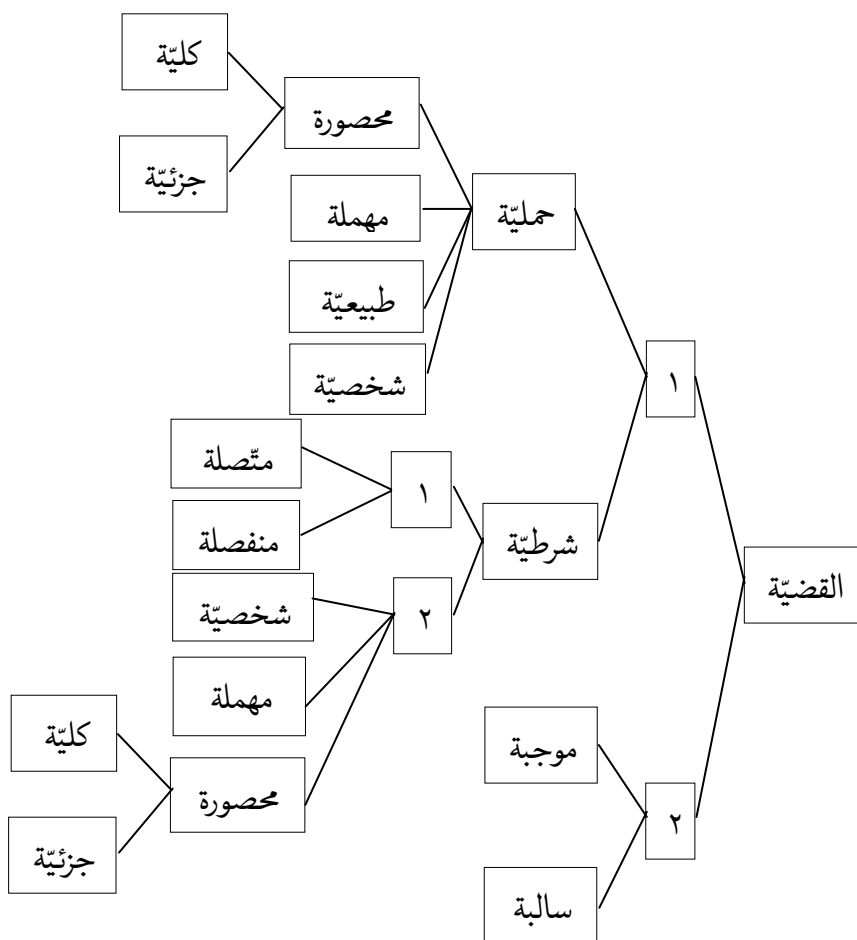 كليّة
محصورة
جزئيّة
حمليّة
مهملة
طبيعيّة
شخصيّة
١
متّصلة
١
منفصلة
شرطيّة
القضيّة
شخصيّة
٢
مهملة
كليّة
موجبة
محصورة
٢
جزئيّة
سالبة